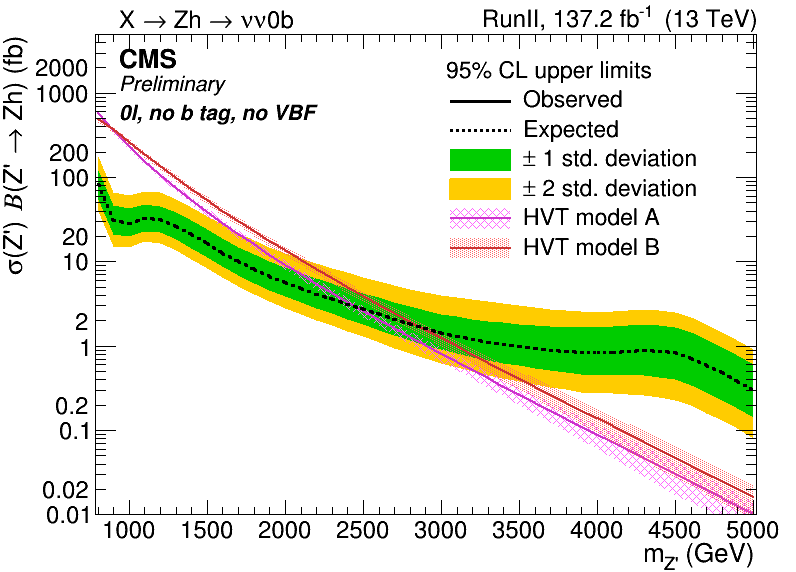 X → Zh → νν0b
RunII, 137.2 fb⁻¹ (13 TeV)
CMS
Preliminary
0l, no b tag, no VBF
95% CL upper limits
Observed
Expected
± 1 std. deviation
± 2 std. deviation
HVT model A
HVT model B
σ(Z') B(Z' → Zh) (fb)
2000
1000
200
100
20
10
2
1
0.2
0.1
0.02
0.01
1000 1500 2000 2500 3000 3500 4000 4500 5000
m_Z' (GeV)